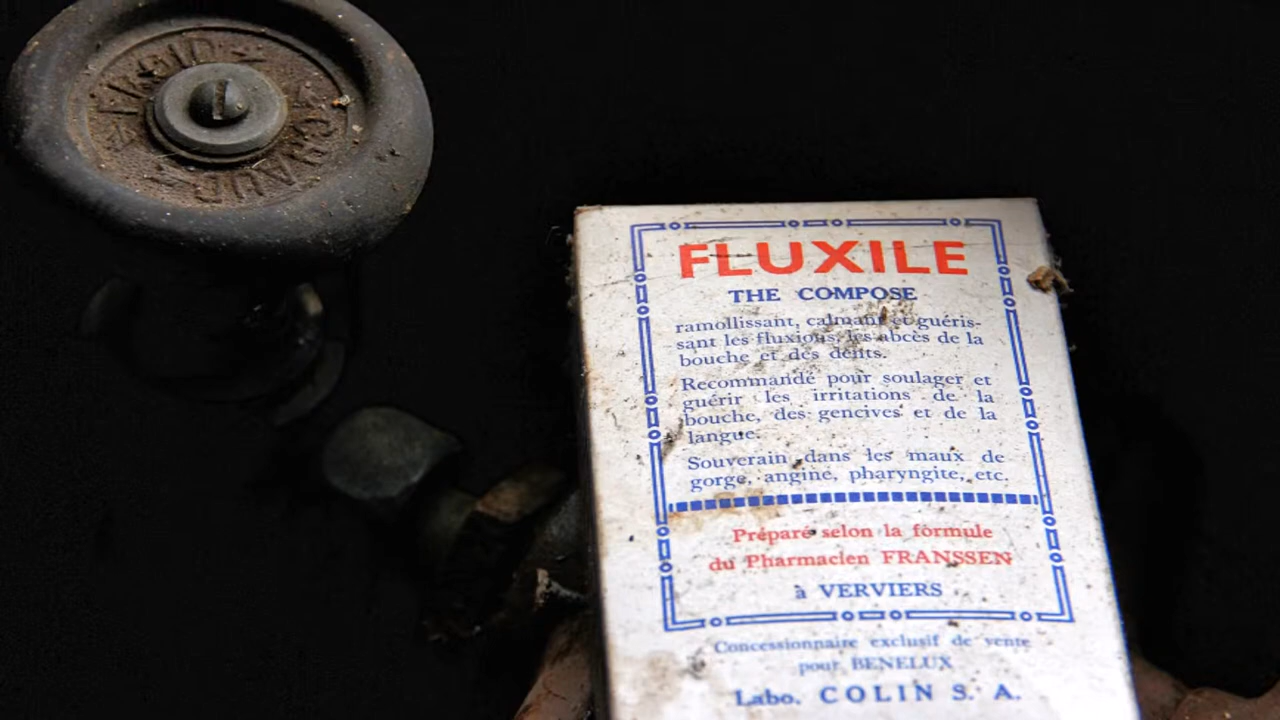 FLUXILE
THE COMPOSE
ramollissant, calmant et guéris-
sant les fluxions, les abcès de la
bouche et des dents.
Recommandé pour soulager et
guérir les irritations de la
bouche, des gencives et de la
langue.
Souverain dans les maux de
gorge, angine, pharyngite, etc.
Préparé selon la formule
du Pharmacien FRANSSEN
à VERVIERS
Concessionnaire exclusif de vente
pour BENELUX
Labo. COLIN S. A.